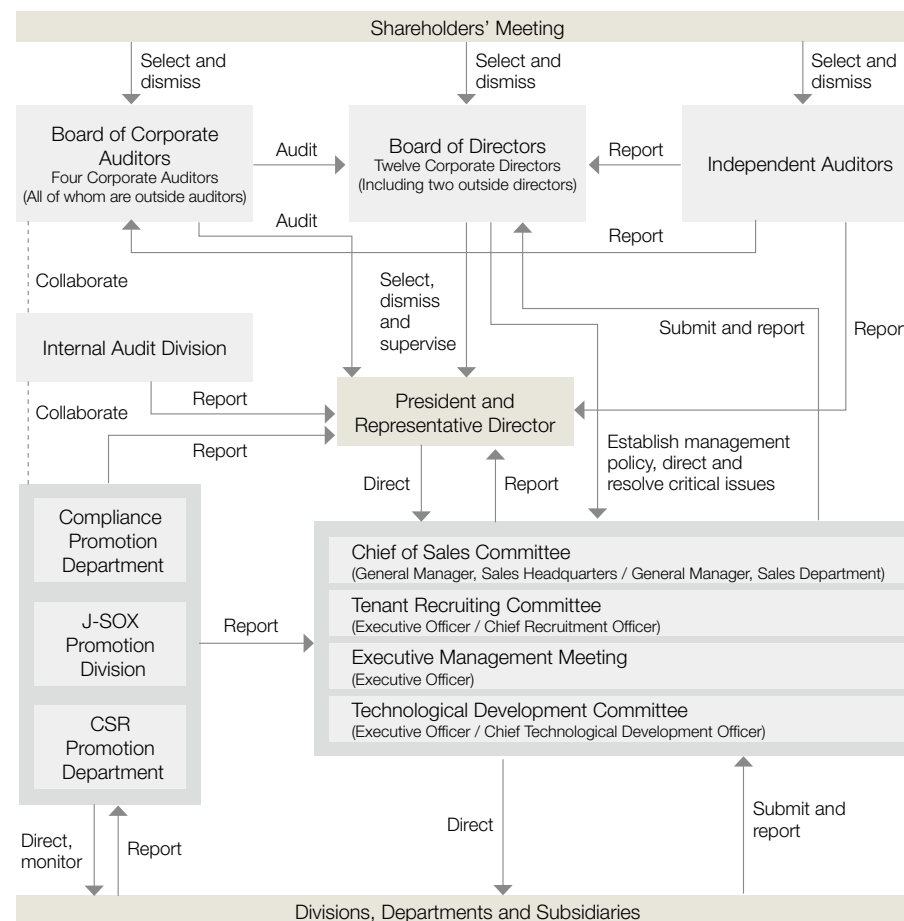 Shareholders' Meeting
Select and
dismiss
Select and
dismiss
Select and
dismiss
Board of Corporate
Auditors
Four Corporate Auditors
(All of whom are outside auditors)
Audit
Board of Directors
Twelve Corporate Directors
(Including two outside directors)
Report
Independent Auditors
Audit
Report
Collaborate
Select,
dismiss
and
supervise
Submit and report
Report
Internal Audit Division
Collaborate
Report
President and
Representative Director
Report
Establish management
policy, direct and
resolve critical issues
Direct
Report
Compliance
Promotion
Department
J-SOX
Promotion
Division
CSR
Promotion
Department
Report
Chief of Sales Committee
(General Manager, Sales Headquarters / General Manager, Sales Department)
Tenant Recruiting Committee
(Executive Officer / Chief Recruitment Officer)
Executive Management Meeting
(Executive Officer)
Technological Development Committee
(Executive Officer / Chief Technological Development Officer)
Direct,
monitor
Report
Direct
Submit and
report
Divisions, Departments and Subsidiaries